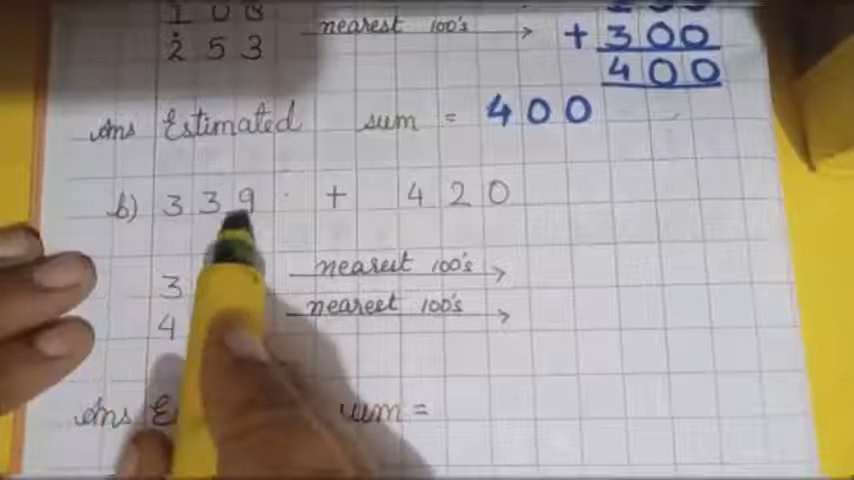 2 5 3 nearest 100's + 3 0 0
4 0 0
Ans Estimated sum = 4 0 0
b) 3 3 9 + 4 2 0
3 nearest 100's
4 neareet 100's
Ans E um =